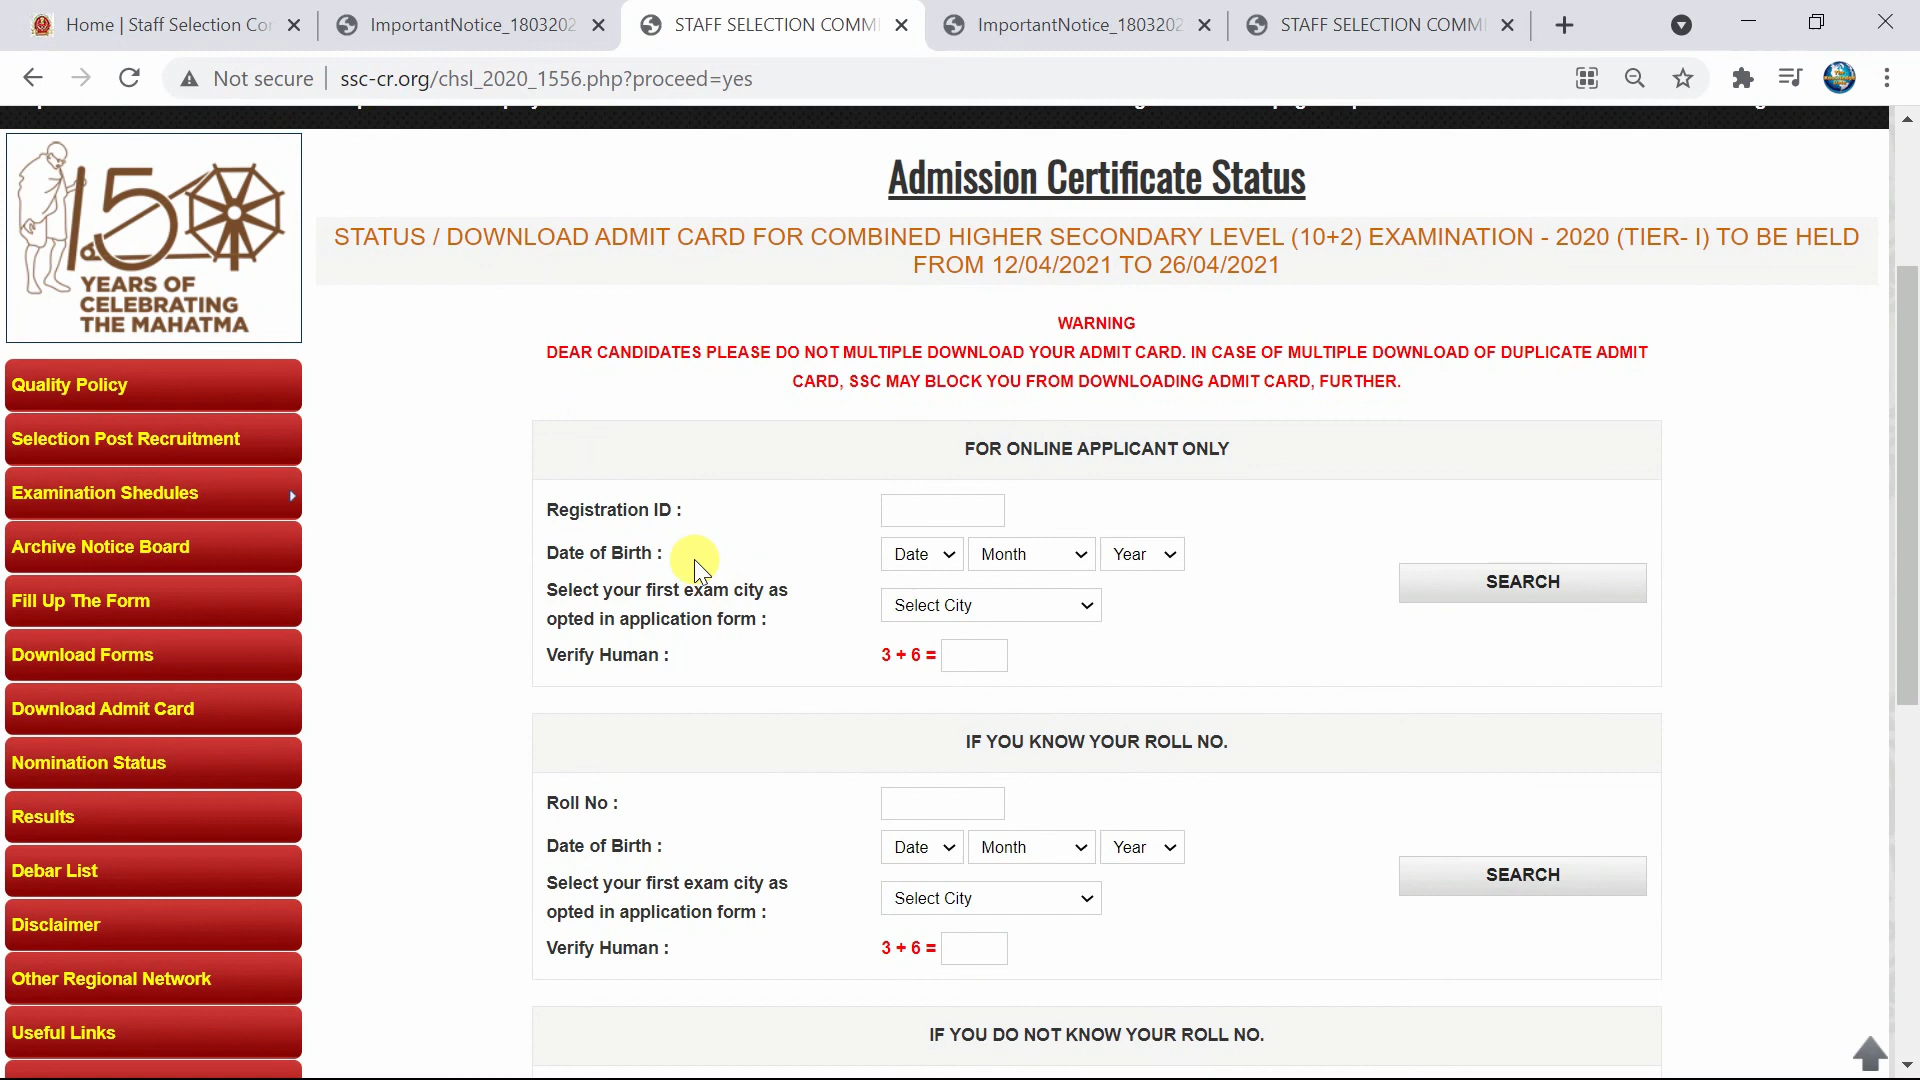 Home | Staff Selection Co
ImportantNotice_1803202
STAFF SELECTION COMM
ImportantNotice_1803202
STAFF SELECTION COMM
Not secure
ssc-cr.org/chsl_2020_1556.php?proceed=yes
150
YEARS OF
CELEBRATING
THE MAHATMA
Admission Certificate Status
STATUS / DOWNLOAD ADMIT CARD FOR COMBINED HIGHER SECONDARY LEVEL (10+2) EXAMINATION - 2020 (TIER- I) TO BE HELD
FROM 12/04/2021 TO 26/04/2021
WARNING
DEAR CANDIDATES PLEASE DO NOT MULTIPLE DOWNLOAD YOUR ADMIT CARD. IN CASE OF MULTIPLE DOWNLOAD OF DUPLICATE ADMIT
CARD, SSC MAY BLOCK YOU FROM DOWNLOADING ADMIT CARD, FURTHER.
Quality Policy
Selection Post Recruitment
Examination Shedules
Archive Notice Board
Fill Up The Form
Download Forms
Download Admit Card
Nomination Status
Results
Debar List
Disclaimer
Other Regional Network
Useful Links
FOR ONLINE APPLICANT ONLY
Registration ID :
Date of Birth : Date Month Year
Select your first exam city as
opted in application form :
Select City
SEARCH
Verify Human : 3 + 6 =
IF YOU KNOW YOUR ROLL NO.
Roll No :
Date of Birth : Date Month Year
Select your first exam city as
opted in application form :
Select City
SEARCH
Verify Human : 3 + 6 =
IF YOU DO NOT KNOW YOUR ROLL NO.